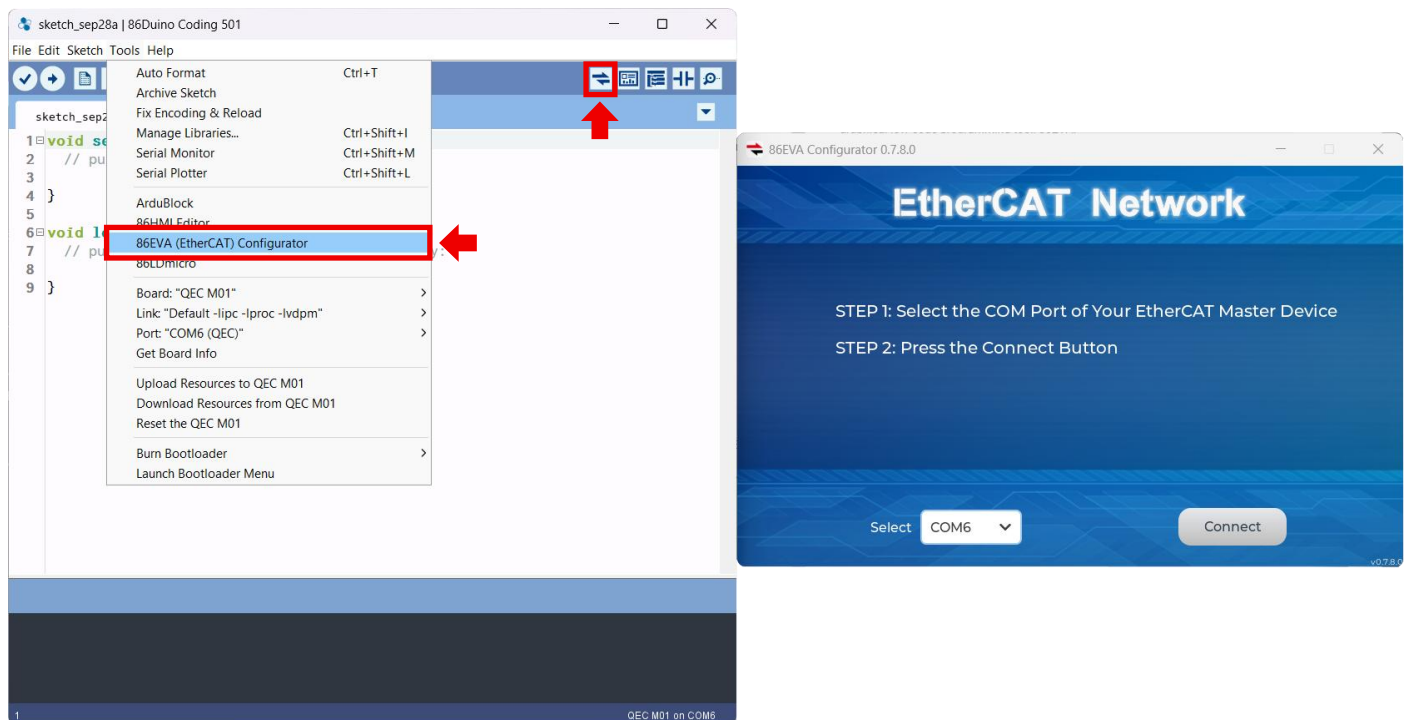 sketch_sep28a | 86Duino Coding 501
File Edit Sketch Tools Help
Auto Format Ctrl+T
Archive Sketch
Fix Encoding & Reload
Manage Libraries... Ctrl+Shift+I
Serial Monitor Ctrl+Shift+M
Serial Plotter Ctrl+Shift+L
ArduBlock
86HMI Editor
86EVA (EtherCAT) Configurator
86LDmicro
Board: "QEC M01"
Link: "Default -lipc -lproc -lvdpm"
Port: "COM6 (QEC)"
Get Board Info
Upload Resources to QEC M01
Download Resources from QEC M01
Reset the QEC M01
Burn Bootloader
Launch Bootloader Menu
sketch_sep2
1 void se
2 // pu
3
4 }
5
6 void lo
7 // pu y:
8
9 }
1 QEC M01 on COM6
86EVA Configurator 0.7.8.0
EtherCAT Network
STEP 1: Select the COM Port of Your EtherCAT Master Device
STEP 2: Press the Connect Button
Select COM6 Connect
v0.7.8.0